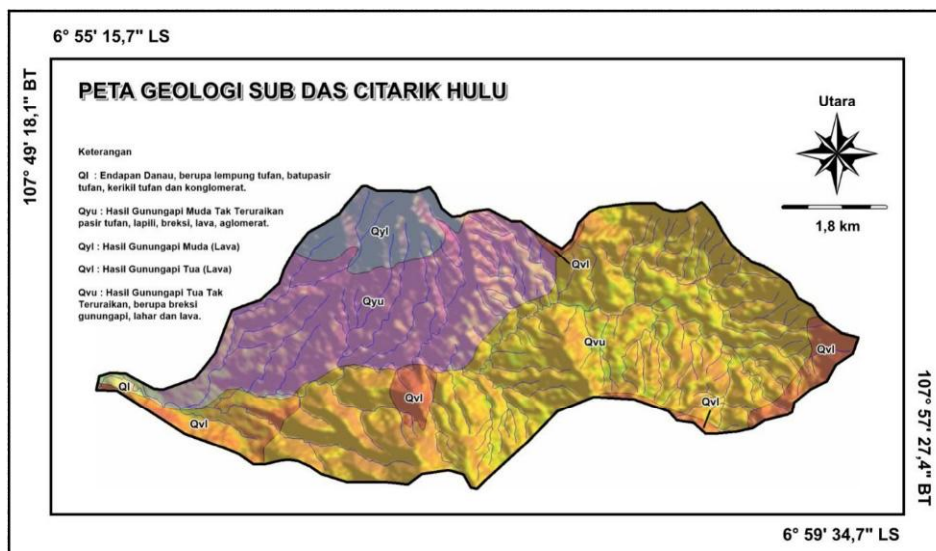 6° 55' 15,7" LS
107° 49' 18,1" BT
PETA GEOLOGI SUB DAS CITARIK HULU
Utara
1,8 km
Keterangan
Ql : Endapan Danau, berupa lempung tufan, batupasir
tufan, kerikil tufan dan konglomerat.
Qyu : Hasil Gunungapi Muda Tak Teruraikan
pasir tufan, lapili, breksi, lava, aglomerat.
Qyl : Hasil Gunungapi Muda (Lava)
Qvl : Hasil Gunungapi Tua (Lava)
Qvu : Hasil Gunungapi Tua Tak
Teruraikan, berupa breksi
gunungapi, lahar dan lava.
Qyl
Qvl
Qyu
Qvu
Qvl
Ql
Qvl
Qvl
Qvl
107° 57' 27,4" BT
6° 59' 34,7" LS